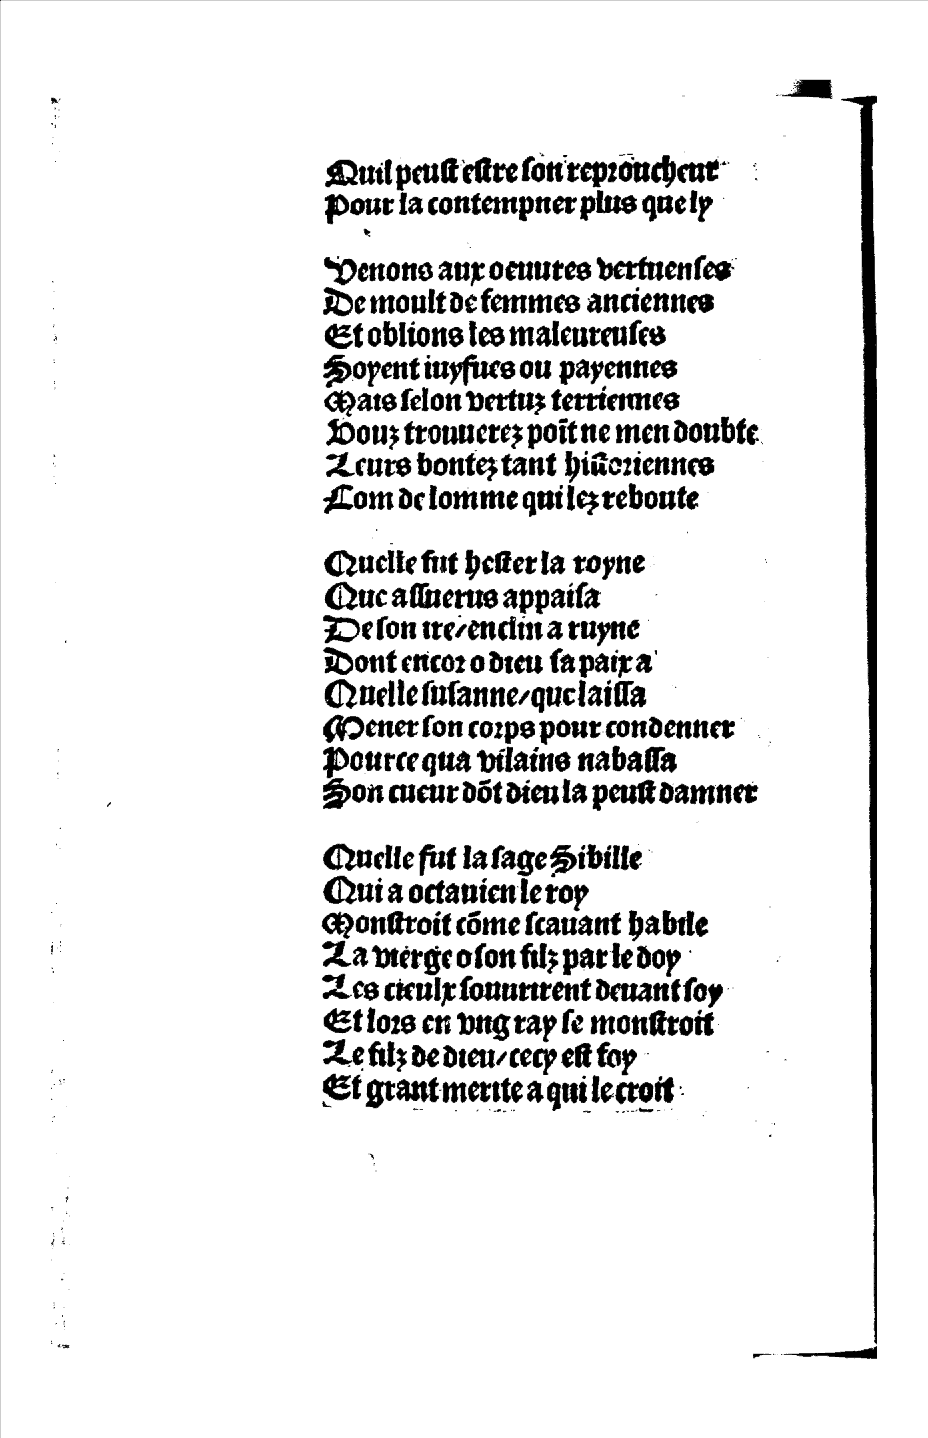 Quil peuſt eſtre ſon reproucheur
Pour la contempner plus que ly
Venons aux oeuures vertuenſes
De moult de femmes anciennes
Et oblions les maleureuſes
Soyent iuyfues ou payennes
Mais ſelon vertuz terriennes
Vouz trouuerez poīt ne men doubte
Leurs bontez tant hiſtoriennes
Com de lomme qui lez reboute
Quelle fut heſter la royne
Que aſſuerus appaiſa
De ſon ire/enclin a ruyne
Dont encor o dieu ſa paix a
Quelle ſuſanne/que laiſſa
Mener ſon corps pour condenner
Pource qua vilains nabaſſa
Son cueur dōt dieu la peuſt damner
Quelle fut la ſage Sibille
Qui a octauien le roy
Monſtroit cōme ſcauant habile
La vierge o ſon filz par le doy
Les cieulx ſouurirent deuant ſoy
Et lors en vng ray ſe monſtroit
Le filz de dieu/cecy eſt foy
Et grant merite a qui le croit